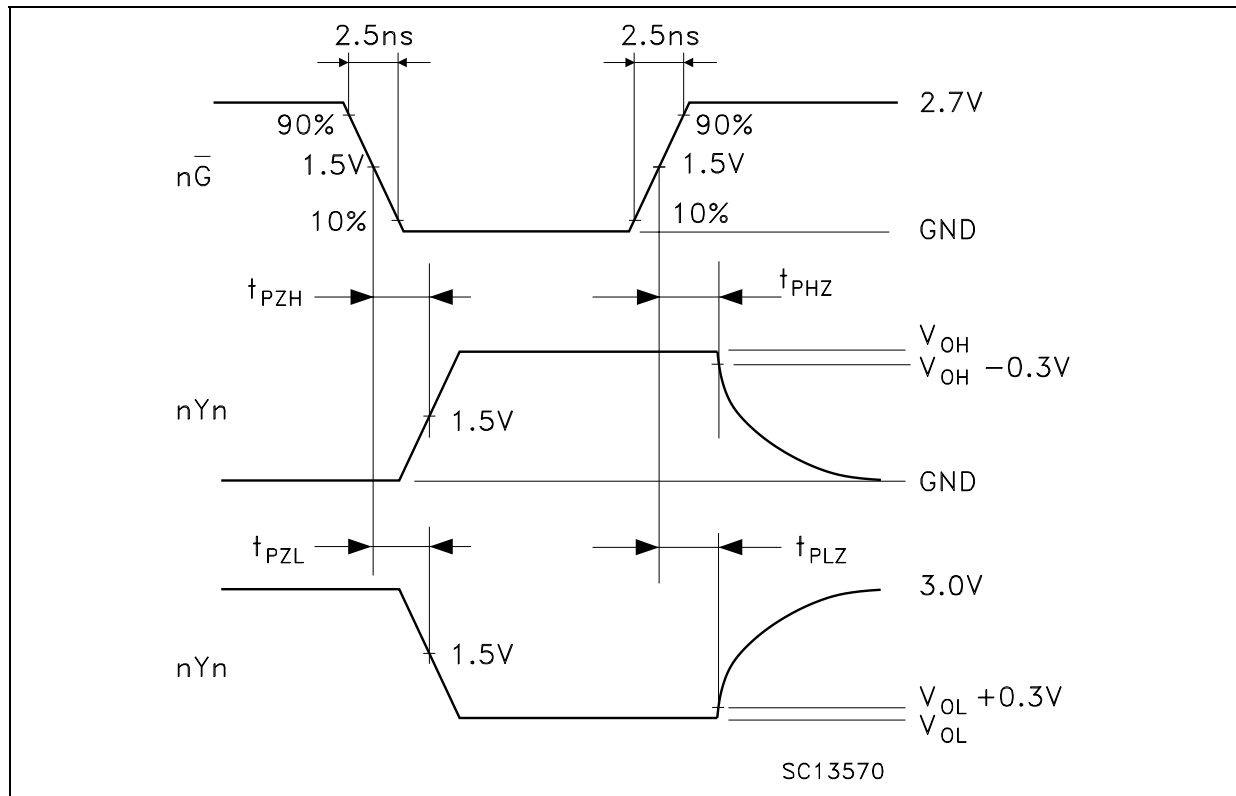 2.5ns 2.5ns
2.7V
90% 90%
nG̅ 1.5V 1.5V
10% 10%
GND
tPZH tPHZ
VOH
VOH −0.3V
nYn 1.5V
GND
tPZL tPLZ
3.0V
nYn 1.5V
VOL +0.3V
VOL
SC13570